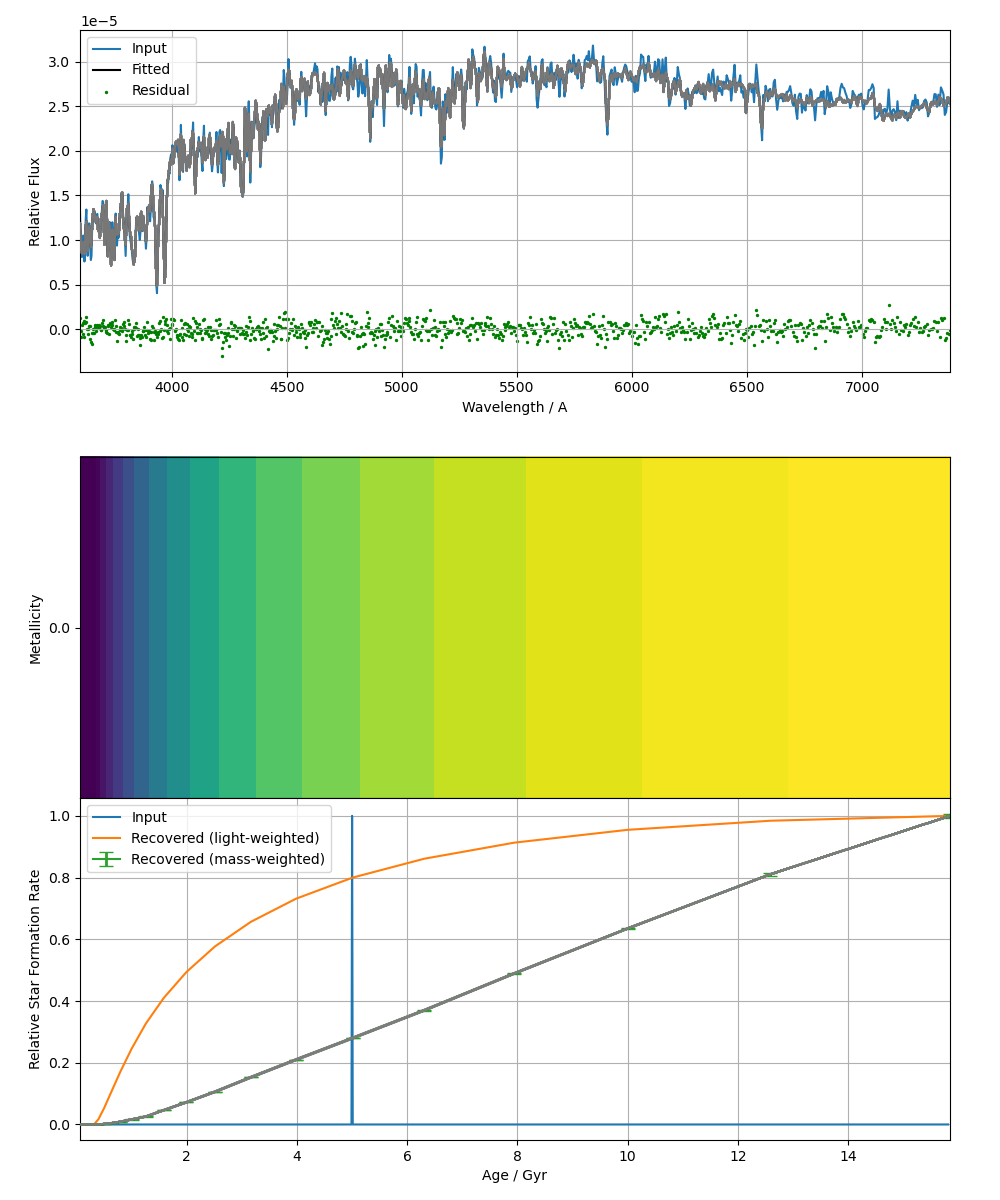 1e−5
Input
Fitted
Residual
3.0
2.5
2.0
1.5
1.0
0.5
0.0
Relative Flux
4000 4500 5000 5500 6000 6500 7000
Wavelength / A
Metallicity
0.0
Input
Recovered (light-weighted)
Recovered (mass-weighted)
1.0
0.8
0.6
0.4
0.2
0.0
Relative Star Formation Rate
2 4 6 8 10 12 14
Age / Gyr